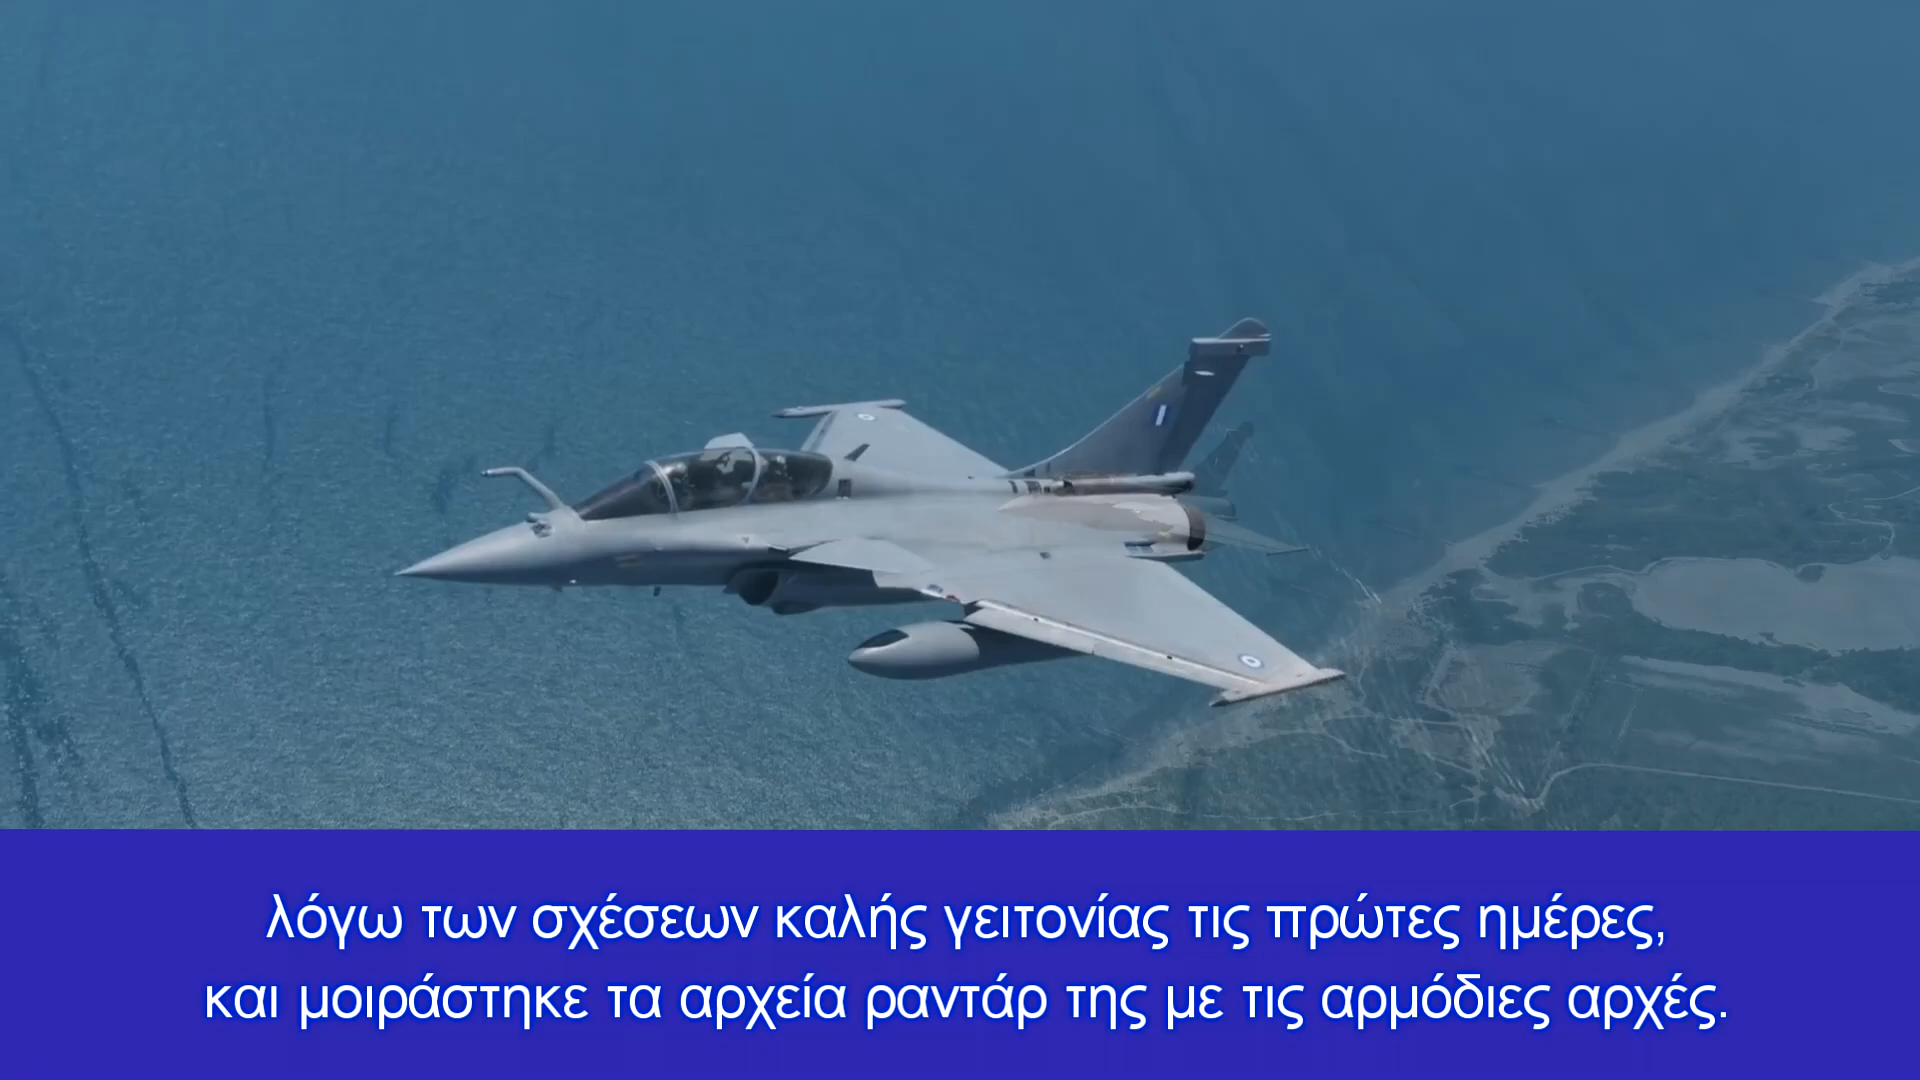 λόγω των σχέσεων καλής γειτονίας τις πρώτες ημέρες,
και μοιράστηκε τα αρχεία ραντάρ της με τις αρμόδιες αρχές.